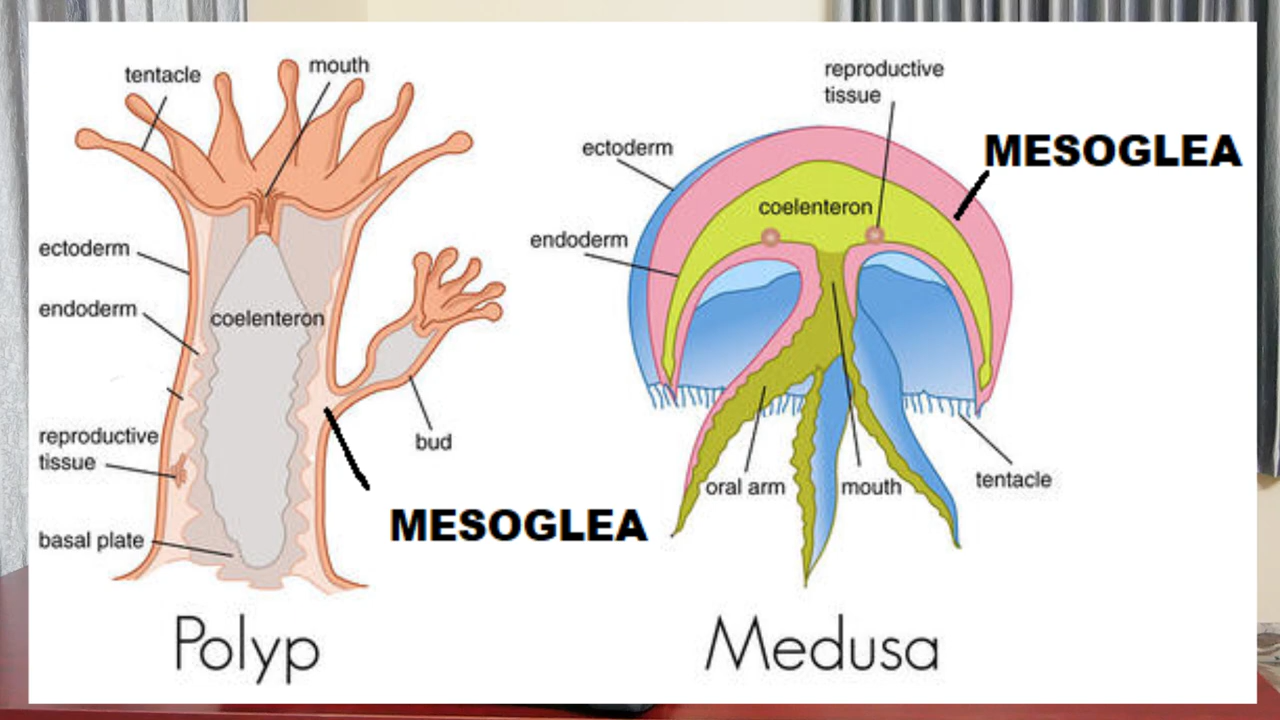 tentacle
mouth
ectoderm
endoderm
coelenteron
reproductive
tissue
basal plate
bud
MESOGLEA
Polyp
reproductive
tissue
ectoderm
MESOGLEA
coelenteron
endoderm
oral arm
mouth
tentacle
Medusa